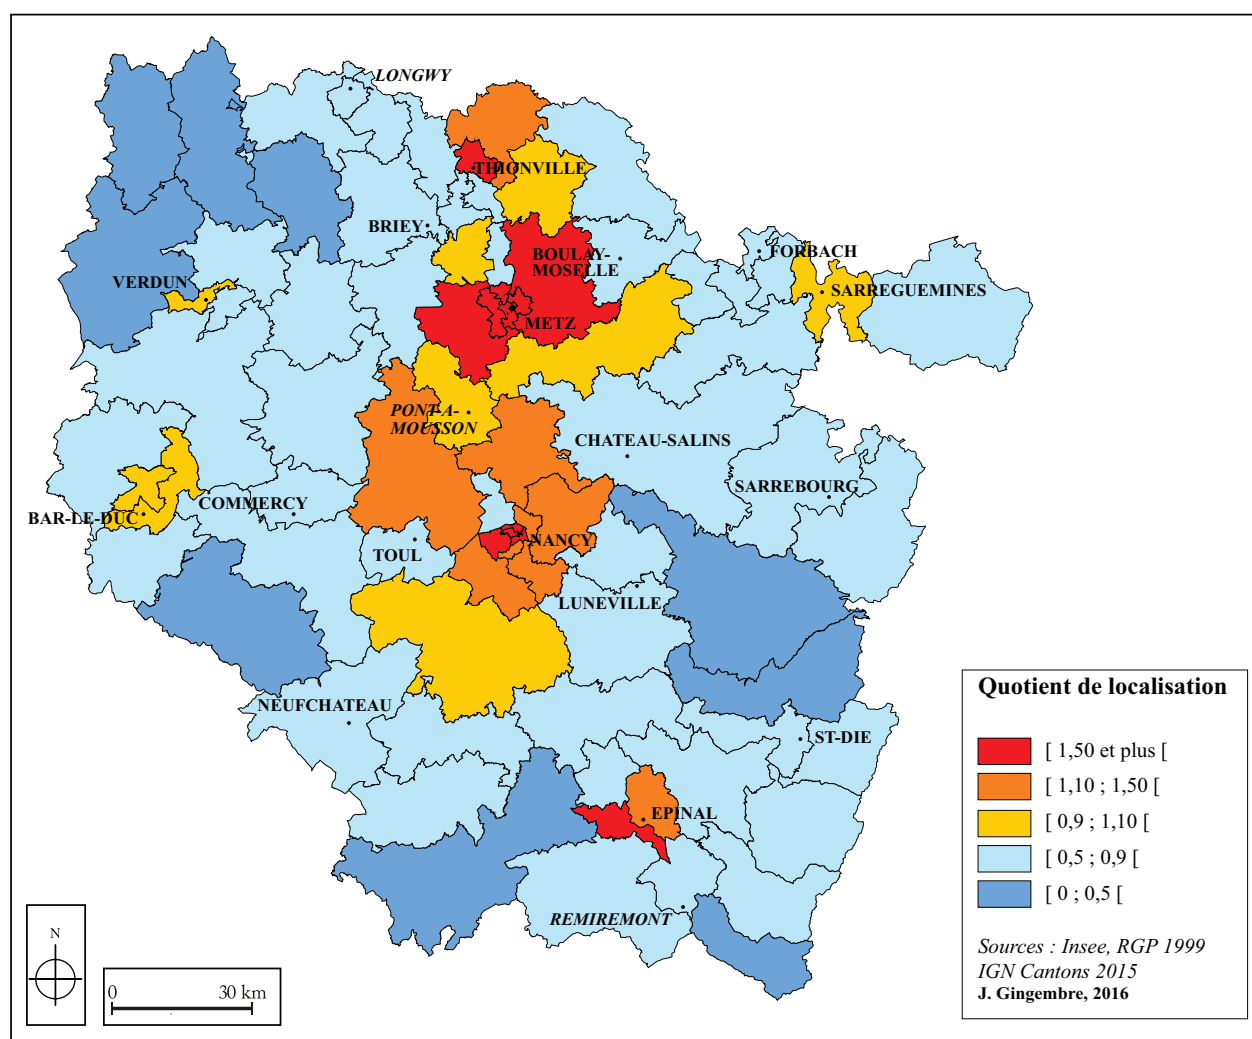 LONGWY
THIONVILLE
BRIEY
BOULAY-
MOSELLE
FORBACH
VERDUN
SARREGUEMINES
METZ
PONT-A-
MOUSSON
CHATEAU-SALINS
SARREBOURG
COMMERCY
BAR-LE-DUC
NANCY
TOUL
LUNEVILLE
NEUFCHATEAU
ST-DIE
EPINAL
REMIREMONT
Quotient de localisation
[ 1,50 et plus [
[ 1,10 ; 1,50 [
[ 0,9 ; 1,10 [
[ 0,5 ; 0,9 [
[ 0 ; 0,5 [
Sources : Insee, RGP 1999
IGN Cantons 2015
J. Gingembre, 2016
N
0 30 km